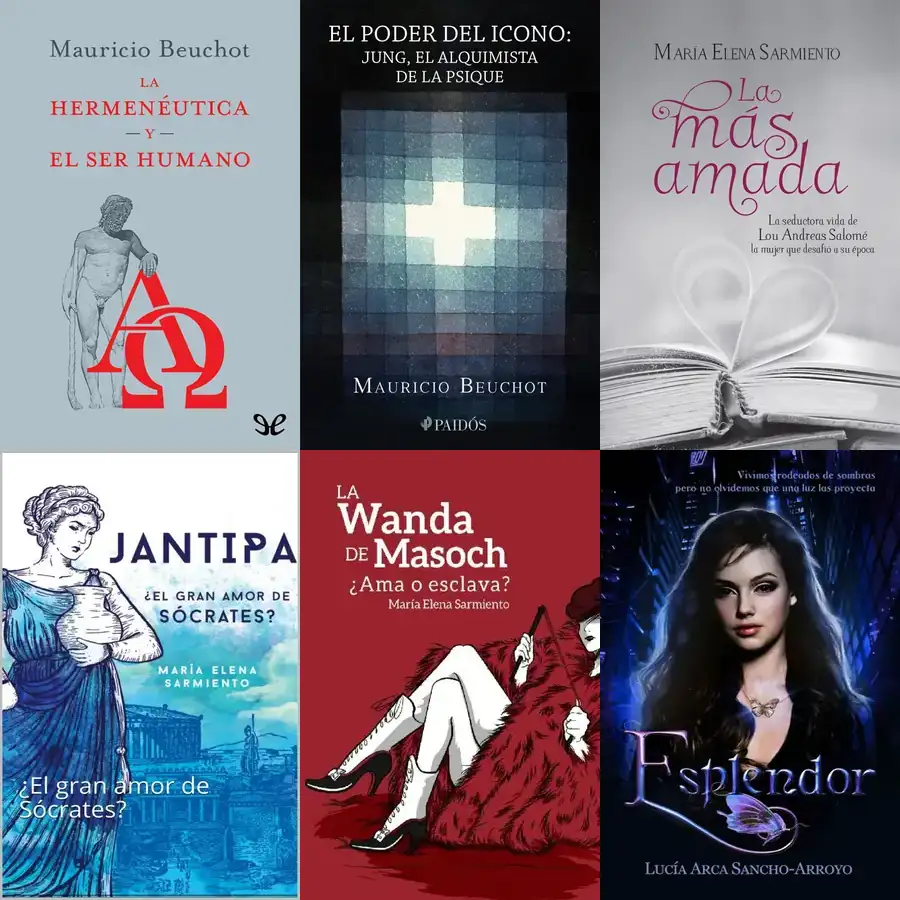 Mauricio Beuchot
LA
HERMENÉUTICA
— Y —
EL SER HUMANO
ΑΩ
EL PODER DEL ICONO:
JUNG, EL ALQUIMISTA
DE LA PSIQUE
MAURICIO BEUCHOT
PAIDÓS
MARÍA ELENA SARMIENTO
La
más
amada
La seductora vida de
Lou Andreas Salomé
la mujer que desafió a su época
JANTIPA
¿EL GRAN AMOR DE
SÓCRATES?
MARÍA ELENA
SARMIENTO
¿El gran amor de
Sócrates?
LA
Wanda
DE Masoch
¿Ama o esclava?
María Elena Sarmiento
Vivimos rodeados de sombras
pero no olvidemos que una luz las proyecta
Esplendor
LUCÍA ARCA SANCHO-ARROYO